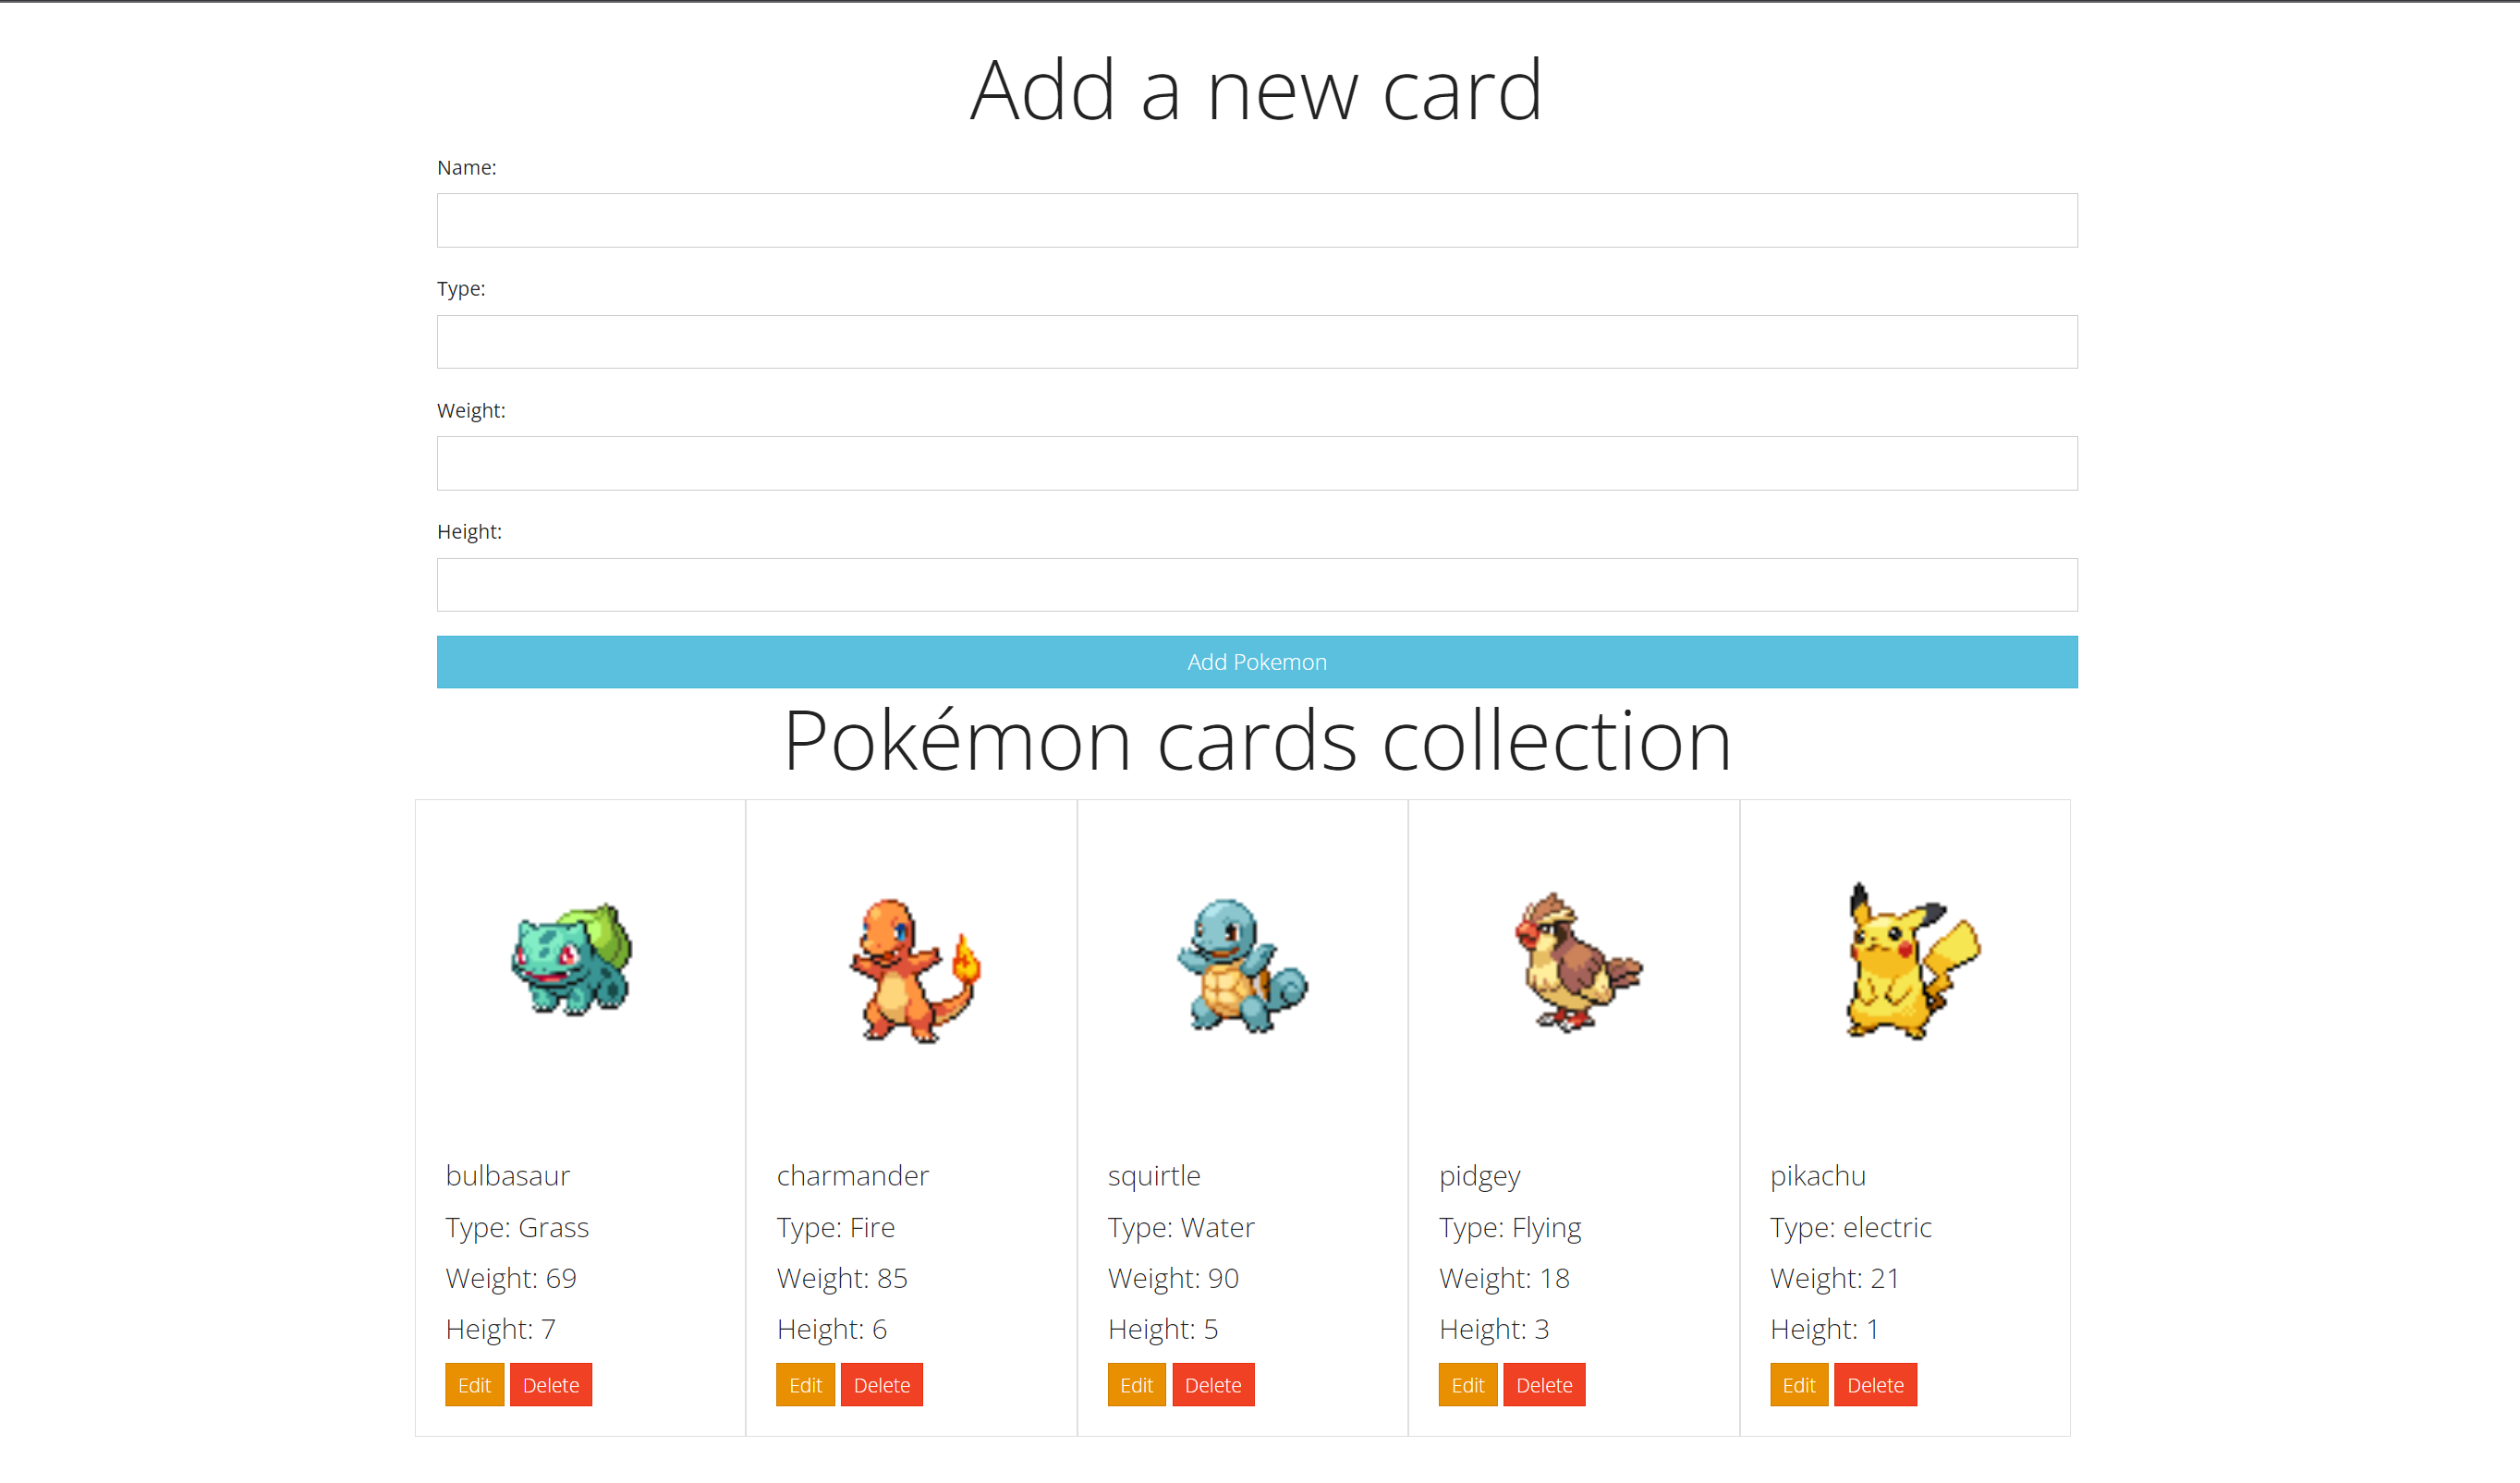 Add a new card
Name:
Type:
Weight:
Height:
Add Pokemon
Pokémon cards collection
bulbasaur
Type: Grass
Weight: 69
Height: 7
Edit Delete
charmander
Type: Fire
Weight: 85
Height: 6
Edit Delete
squirtle
Type: Water
Weight: 90
Height: 5
Edit Delete
pidgey
Type: Flying
Weight: 18
Height: 3
Edit Delete
pikachu
Type: electric
Weight: 21
Height: 1
Edit Delete